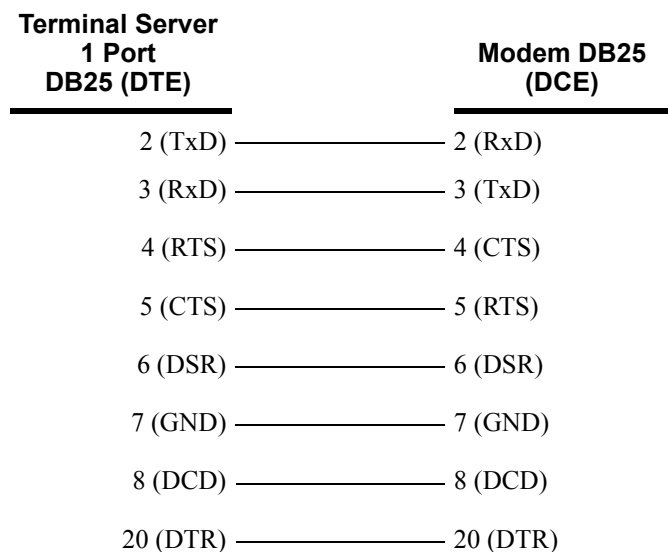 Terminal Server
1 Port
DB25 (DTE)
Modem DB25
(DCE)
2 (TxD) 2 (RxD)
3 (RxD) 3 (TxD)
4 (RTS) 4 (CTS)
5 (CTS) 5 (RTS)
6 (DSR) 6 (DSR)
7 (GND) 7 (GND)
8 (DCD) 8 (DCD)
20 (DTR) 20 (DTR)